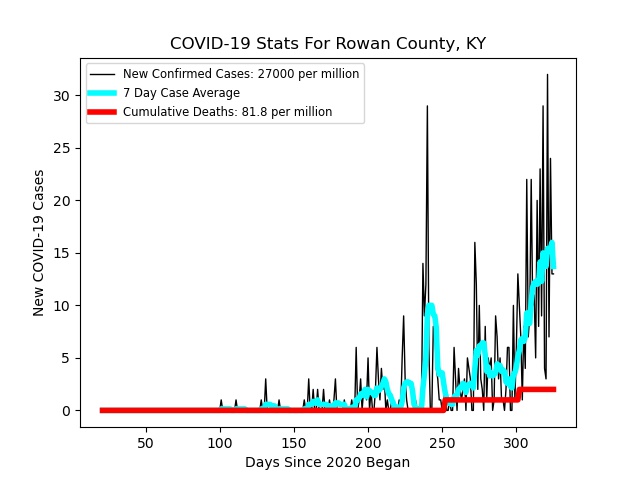 COVID-19 Stats For Rowan County, KY
New Confirmed Cases: 27000 per million
7 Day Case Average
Cumulative Deaths: 81.8 per million
New COVID-19 Cases
30
25
20
15
10
5
0
50 100 150 200 250 300
Days Since 2020 Began